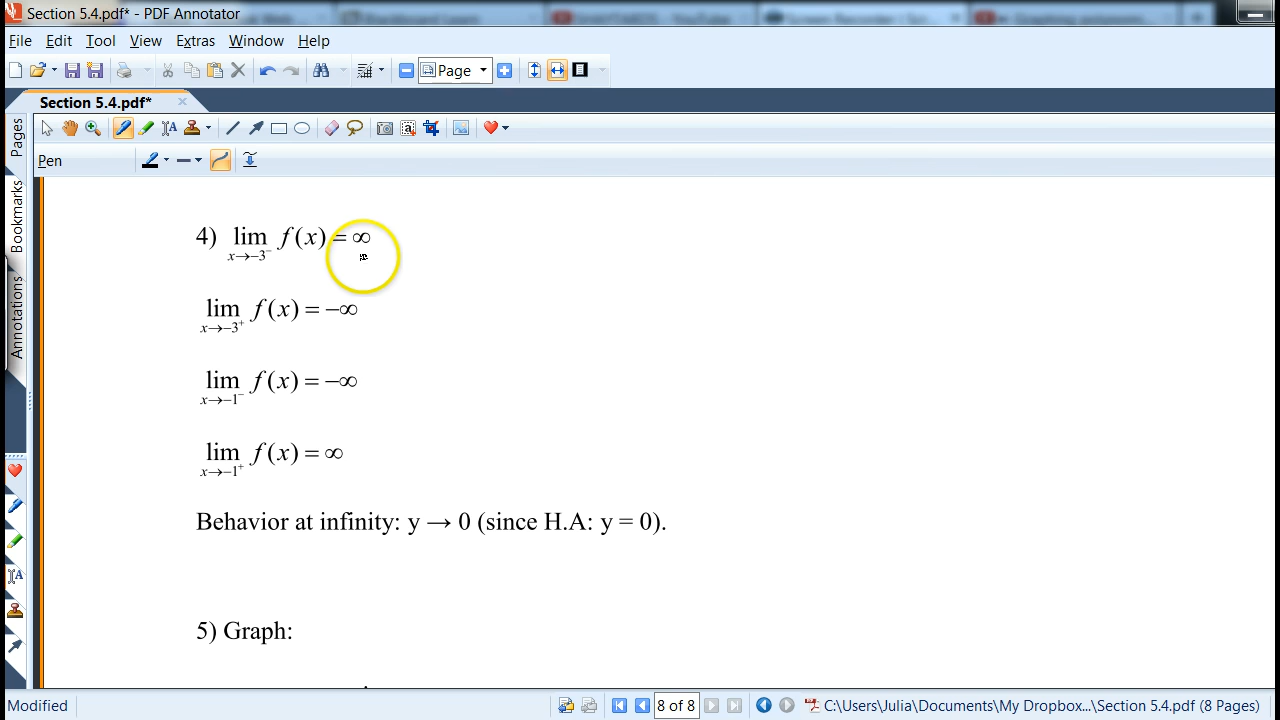 Section 5.4.pdf* - PDF Annotator
File Edit Tool View Extras Window Help
Page
Section 5.4.pdf*
Pen
Pages
Bookmarks
Annotations
4) lim f(x) = ∞
x→-3⁻
lim f(x) = -∞
x→-3⁺
lim f(x) = -∞
x→-1⁻
lim f(x) = ∞
x→-1⁺
Behavior at infinity: y → 0 (since H.A: y = 0).
5) Graph:
Modified
8 of 8
C:\Users\Julia\Documents\My Dropbox...\Section 5.4.pdf (8 Pages)